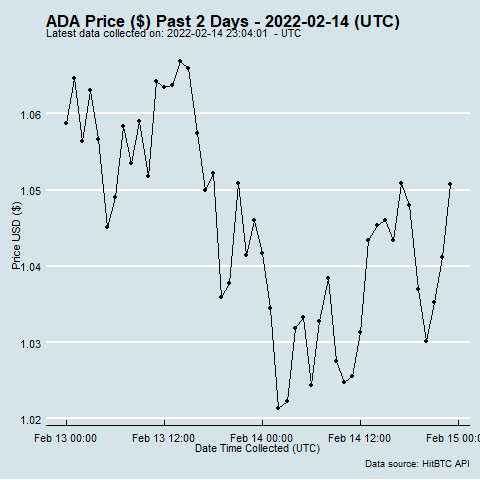 ADA Price ($) Past 2 Days - 2022-02-14 (UTC)
Latest data collected on: 2022-02-14 23:04:01 - UTC
1.06
1.05
1.04
1.03
1.02
Price USD ($)
Feb 13 00:00 Feb 13 12:00 Feb 14 00:00 Feb 14 12:00 Feb 15 00:00
Date Time Collected (UTC)
Data source: HitBTC API